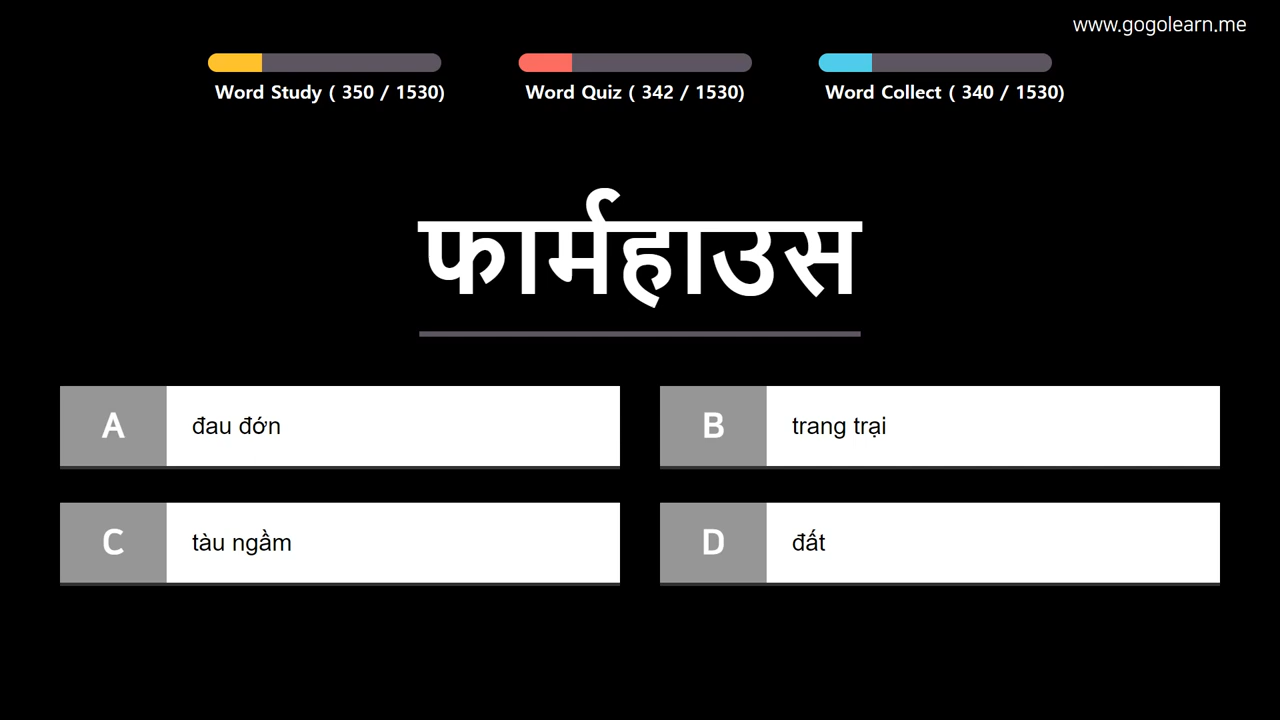 www.gogolearn.me
Word Study ( 350 / 1530)
Word Quiz ( 342 / 1530)
Word Collect ( 340 / 1530)
फार्महाउस
A đau đớn
B trang trại
C tàu ngầm
D đất